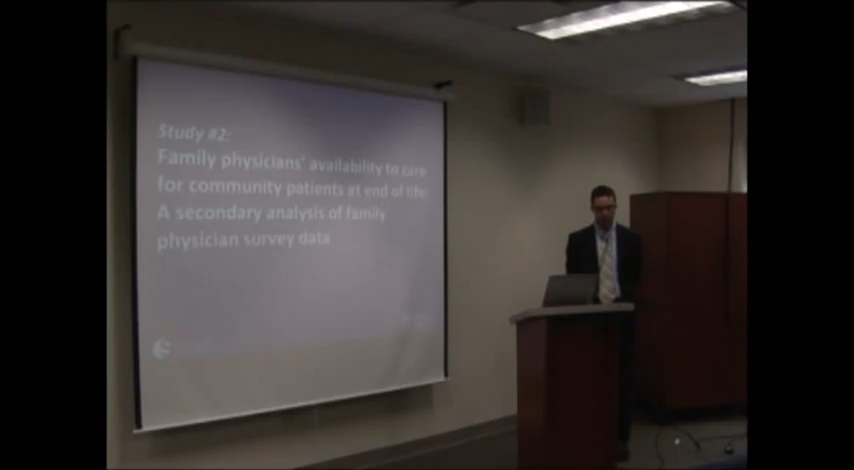 Study #2:
Family physicians' availability to care
for community patients at end of life:
A secondary analysis of family
physician survey data